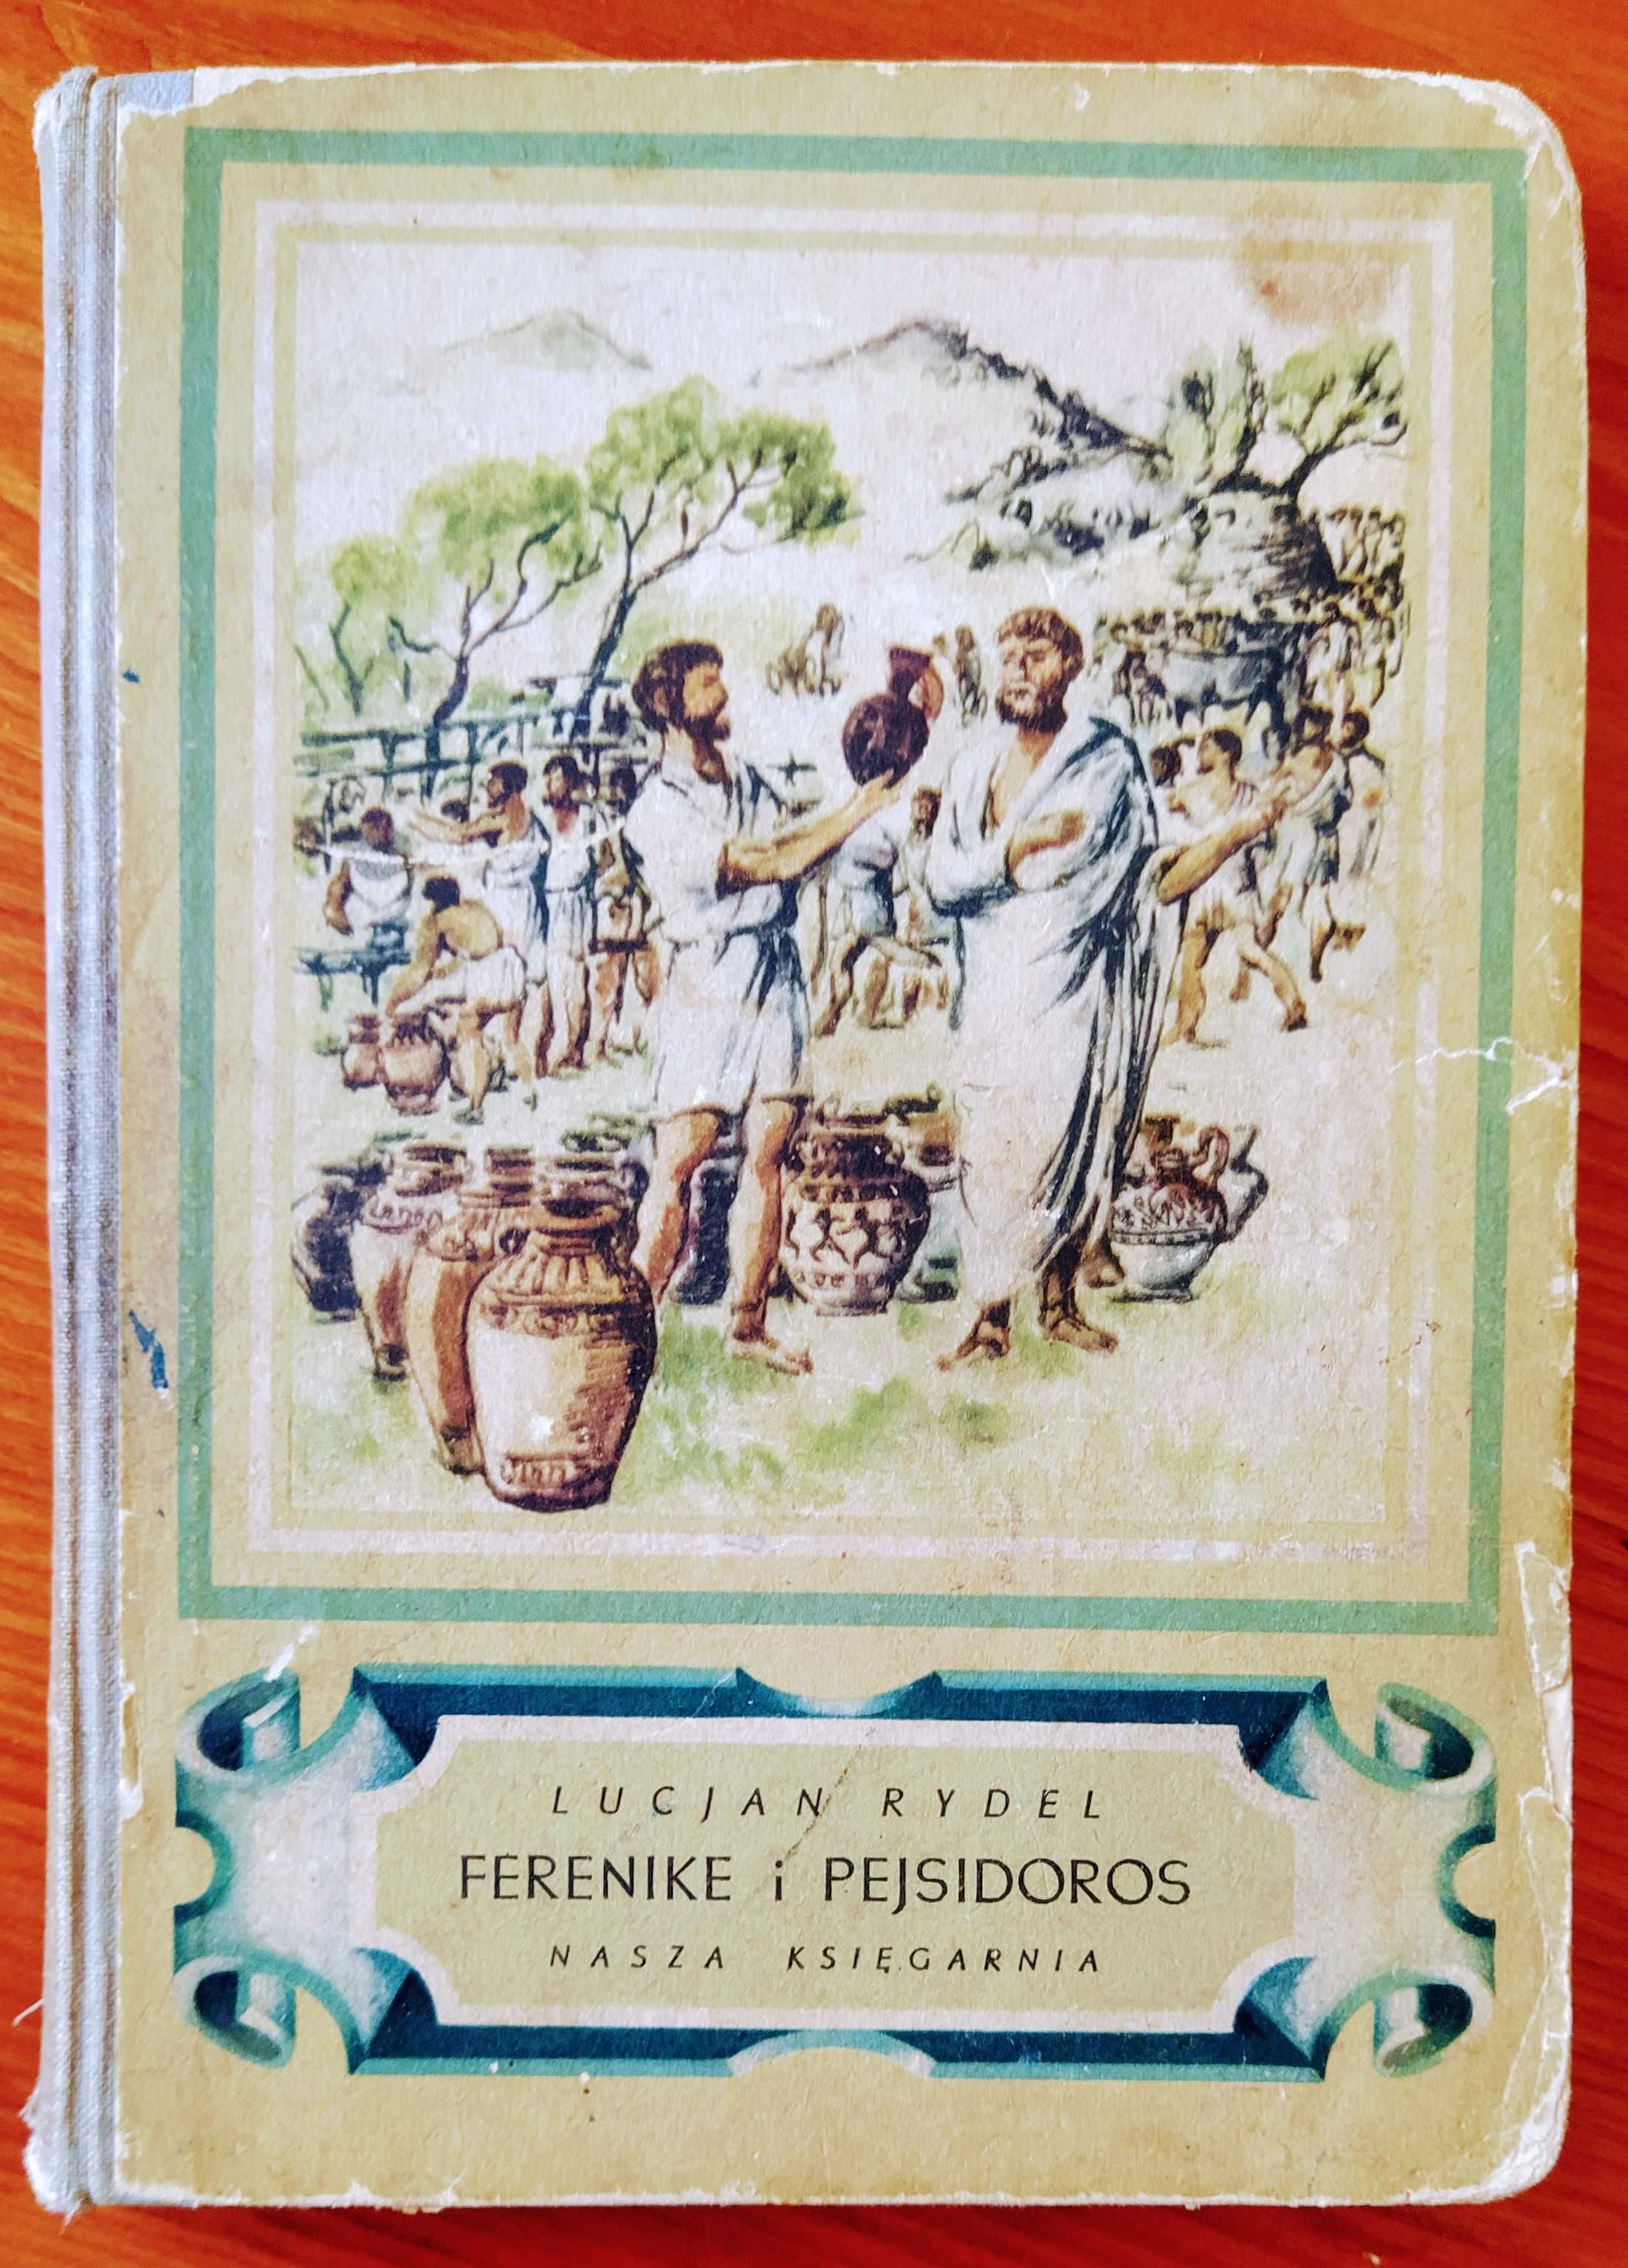 LUCJAN RYDEL
FERENIKE i PEJSIDOROS
NASZA KSIĘGARNIA